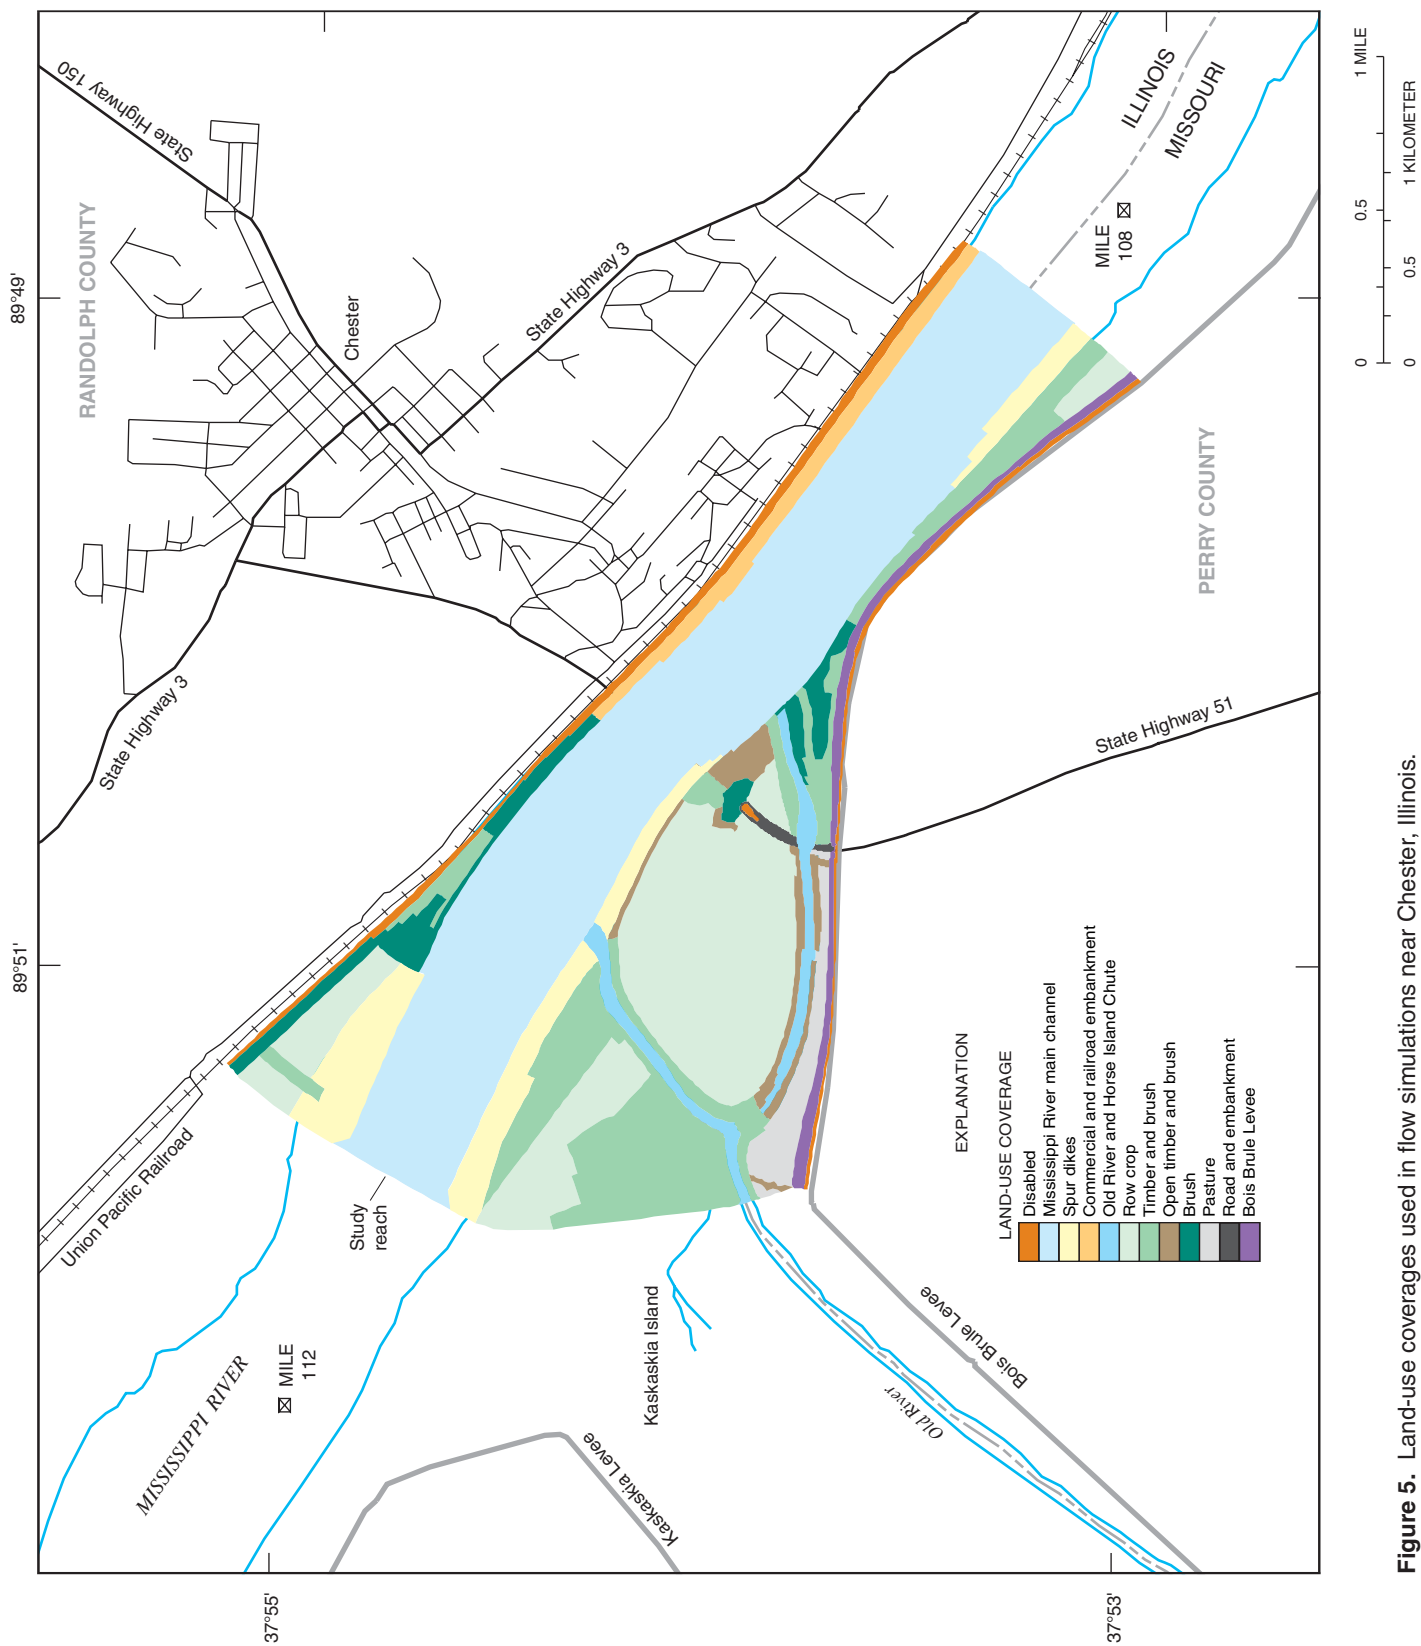 89°51'
89°49'
37°55'
37°53'
State Highway 150
RANDOLPH COUNTY
Chester
State Highway 3
State Highway 3
Union Pacific Railroad
MISSISSIPPI RIVER
MILE
112
Study
reach
ILLINOIS
MISSOURI
MILE
108
Kaskaskia Island
Kaskaskia Levee
Old River
Bois Brule Levee
State Highway 51
PERRY COUNTY
EXPLANATION
LAND-USE COVERAGE
Disabled
Mississippi River main channel
Spur dikes
Commercial and railroad embankment
Old River and Horse Island Chute
Row crop
Timber and brush
Open timber and brush
Brush
Pasture
Road and embankment
Bois Brule Levee
0 0.5 1 MILE
0 0.5 1 KILOMETER
Figure 5. Land-use coverages used in flow simulations near Chester, Illinois.